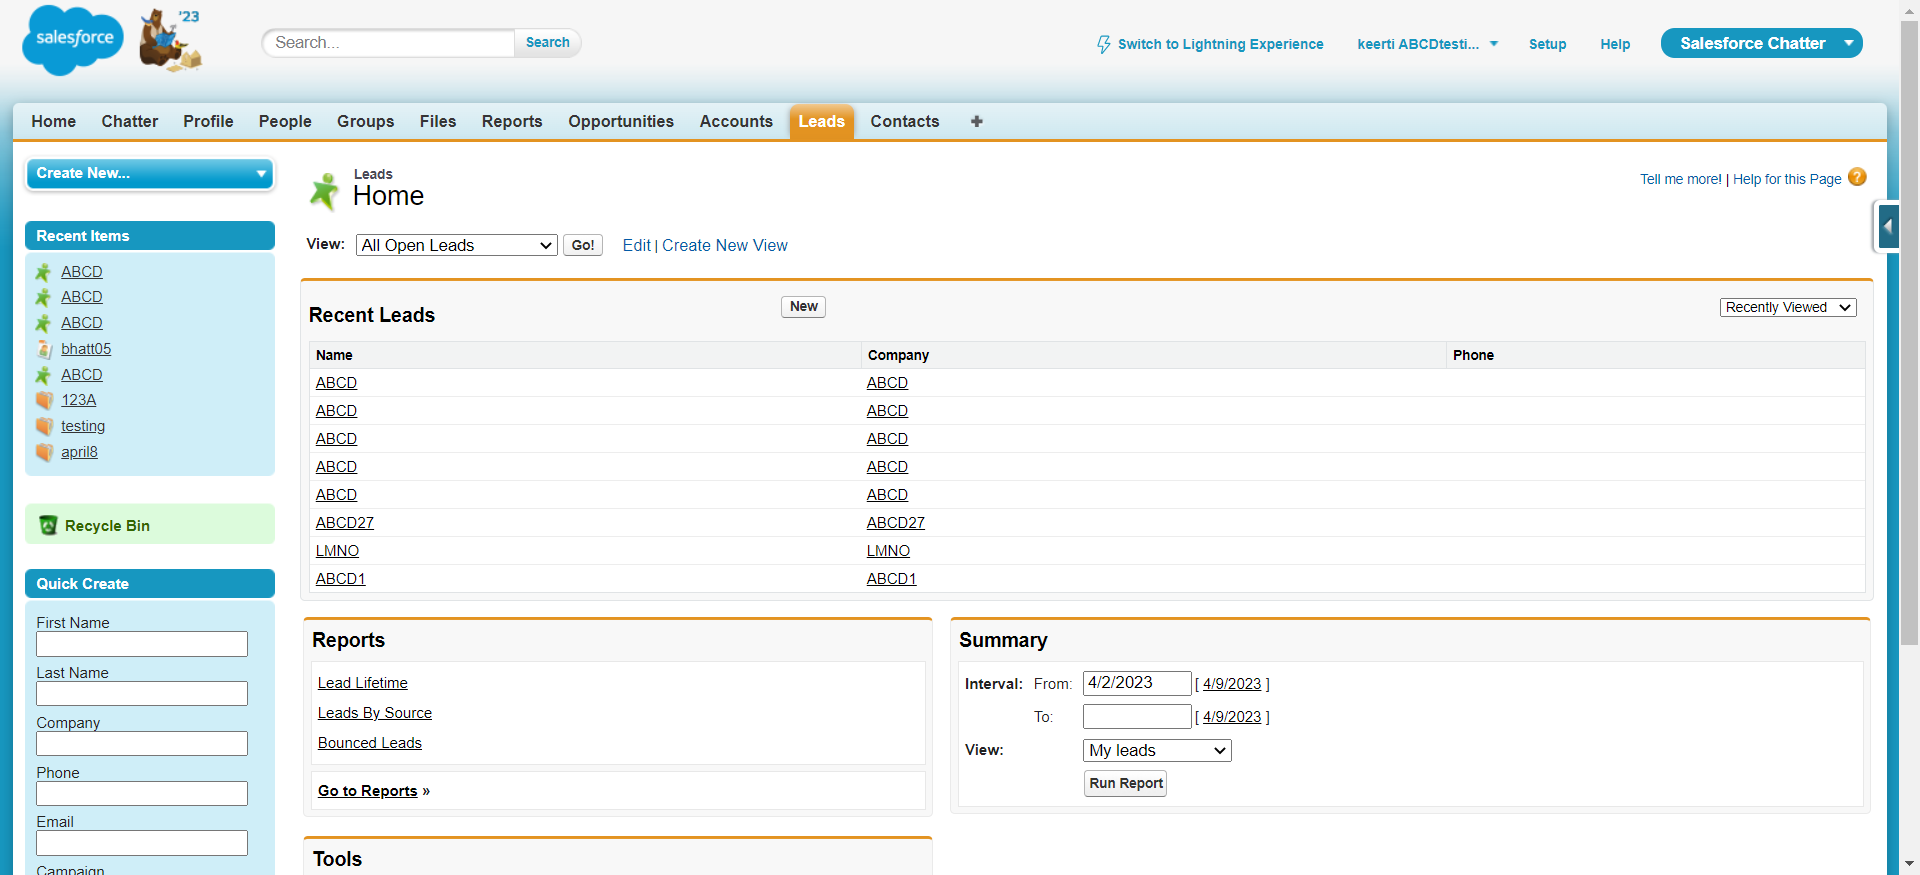 salesforce
'23
Search... Search
Switch to Lightning Experience keerti ABCDtesti... Setup Help Salesforce Chatter
Home Chatter Profile People Groups Files Reports Opportunities Accounts Leads Contacts
Create New...
Leads
Home
Tell me more! | Help for this Page ?
View: All Open Leads Go! Edit | Create New View
Recent Items
ABCD
ABCD
ABCD
bhatt05
ABCD
123A
testing
april8
Recycle Bin
Quick Create
First Name
Last Name
Company
Phone
Email
Campaign
Recent Leads New Recently Viewed
Name Company Phone
ABCD ABCD
ABCD ABCD
ABCD ABCD
ABCD ABCD
ABCD ABCD
ABCD27 ABCD27
LMNO LMNO
ABCD1 ABCD1
Reports
Lead Lifetime
Leads By Source
Bounced Leads
Go to Reports »
Summary
Interval: From: 4/2/2023 [ 4/9/2023 ]
To: [ 4/9/2023 ]
View: My leads
Run Report
Tools